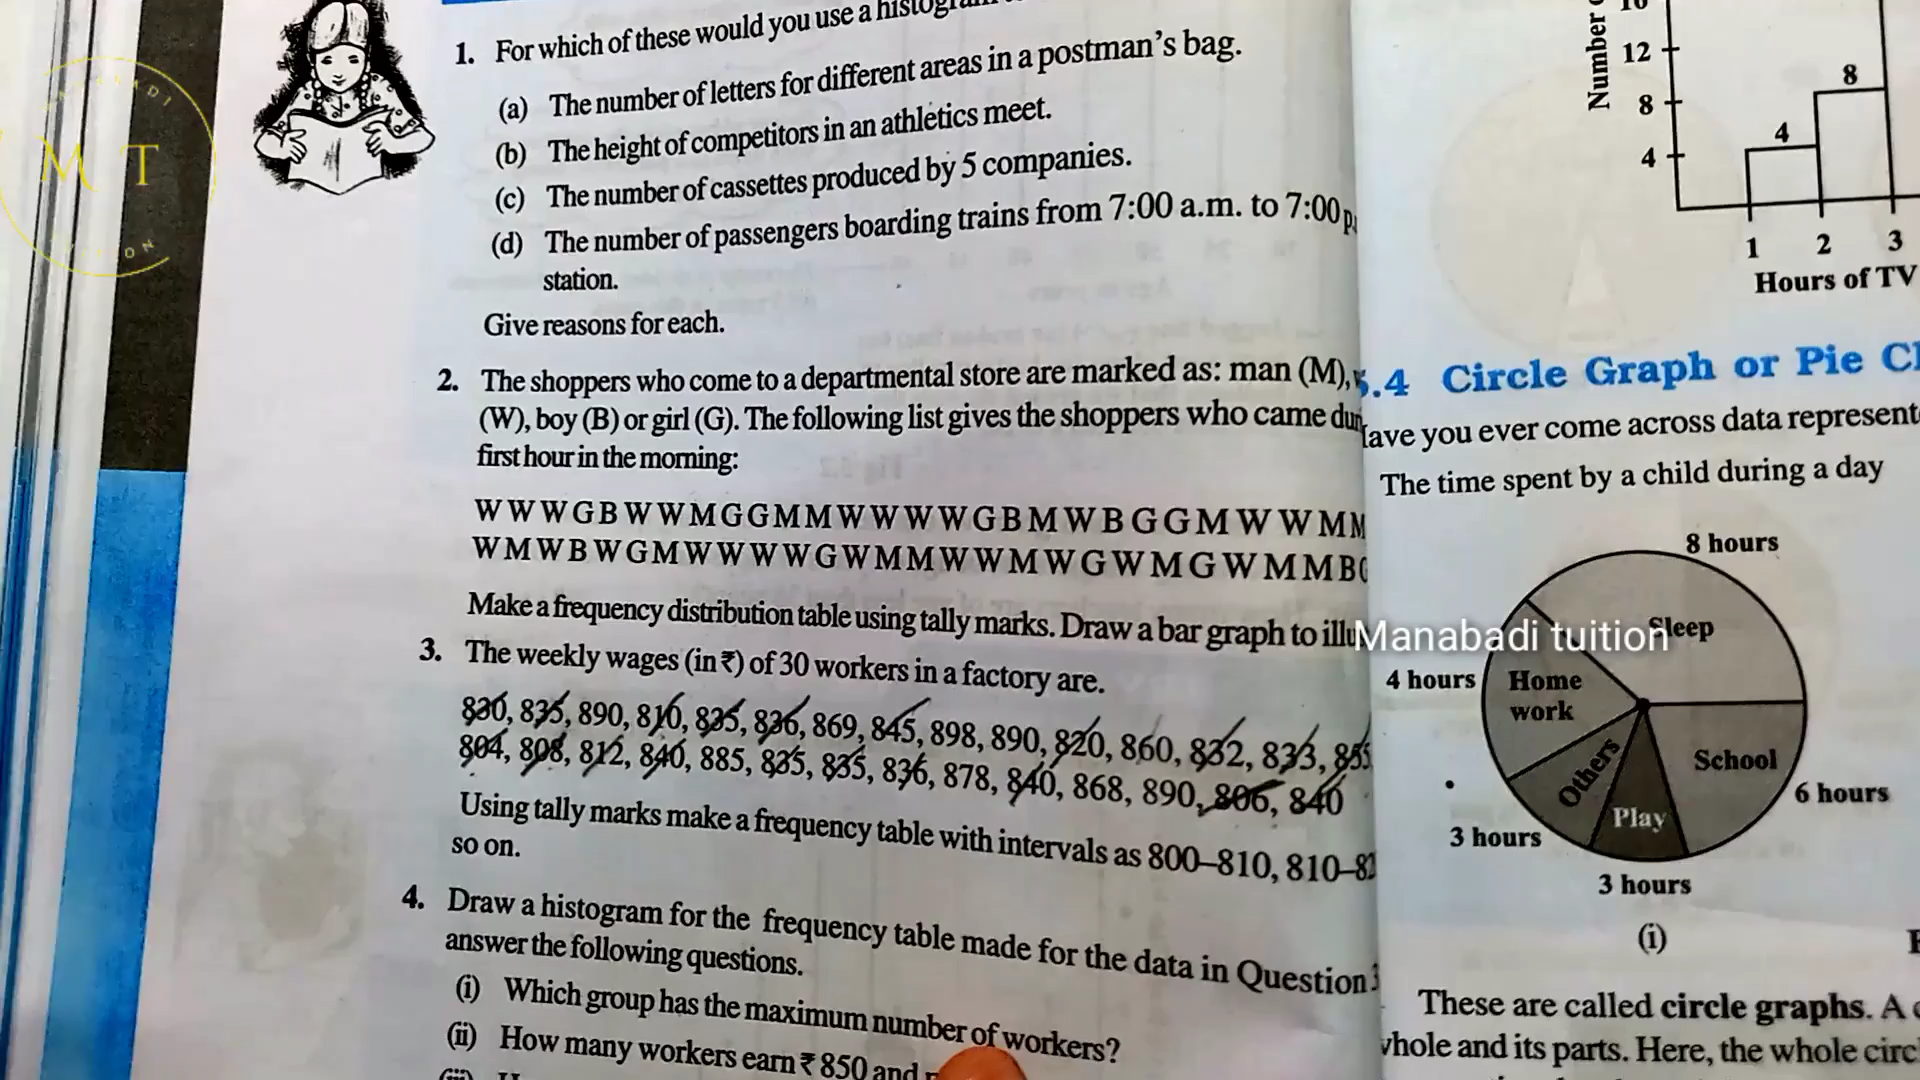 1. For which of these would you use a
(a) The number of letters for different areas in a postman's bag.
(b) The height of competitors in an athletics meet.
(c) The number of cassettes produced by 5 companies.
(d) The number of passengers boarding trains from 7:00 a.m. to 7:00
station.
Give reasons for each.
2. The shoppers who come to a departmental store are marked as: man (M),
(W), boy (B) or girl (G). The following list gives the shoppers who came
first hour in the morning:
W W W G B W W M G G M M W W W W G B M W B G G M W W M M
W M W B W G M W W W W G W M M W W M W G W M G W M M B
Make a frequency distribution table using tally marks. Draw a bar graph to
3. The weekly wages (in ₹) of 30 workers in a factory are.
830, 835, 890, 810, 835, 836, 869, 845, 898, 890, 820, 860, 832, 833, 855
804, 808, 812, 840, 885, 835, 835, 836, 878, 840, 868, 890, 806, 840
Using tally marks make a frequency table with intervals as 800–810, 810–
so on.
4. Draw a histogram for the frequency table made for the data in Question 3
answer the following questions.
(i) Which group has the maximum number of workers?
(ii) How many workers earn ₹ 850 and
Number
12
8
4
4
8
1 2 3
Hours of TV
.4 Circle Graph or Pie
ave you ever come across data represent
The time spent by a child during a day
8 hours
Sleep
4 hours
Home
work
Others
School
6 hours
Play
3 hours
3 hours
(i)
These are called circle graphs. A
whole and its parts. Here, the whole circ
Manabadi tuition
M T